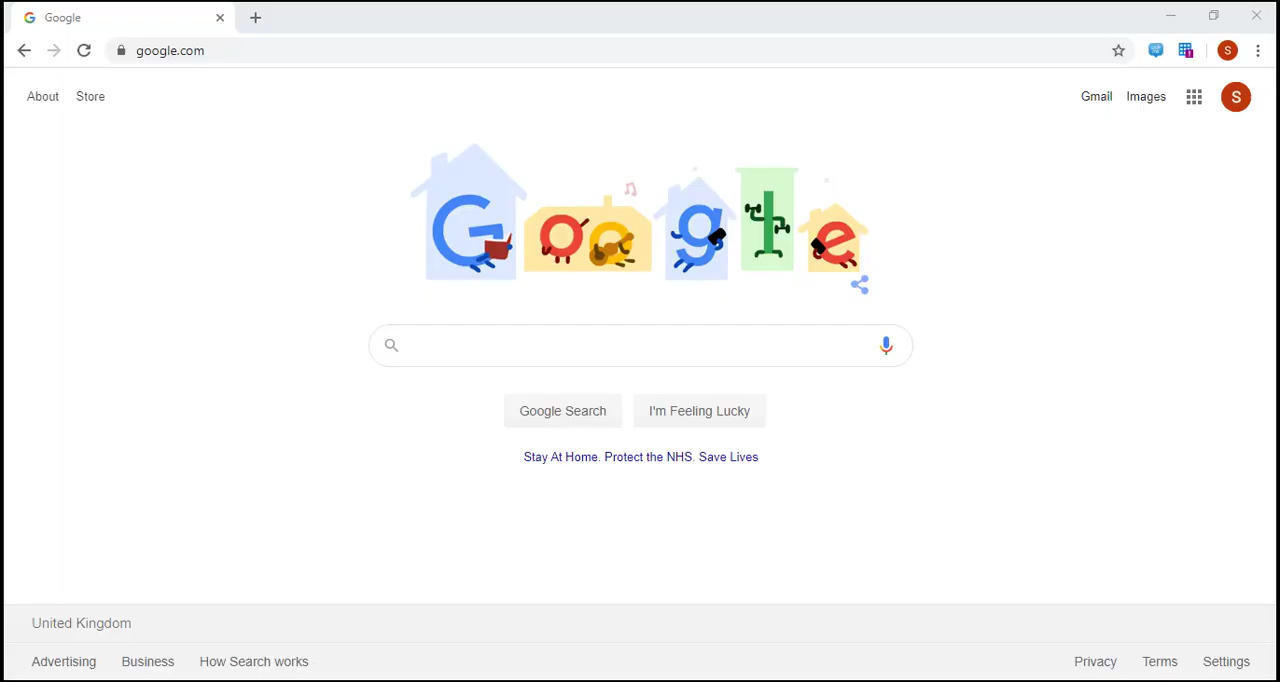 Google
google.com
S
About Store
Gmail Images
S
Google
Google Search
I'm Feeling Lucky
Stay At Home. Protect the NHS. Save Lives
United Kingdom
Advertising Business How Search works
Privacy Terms Settings